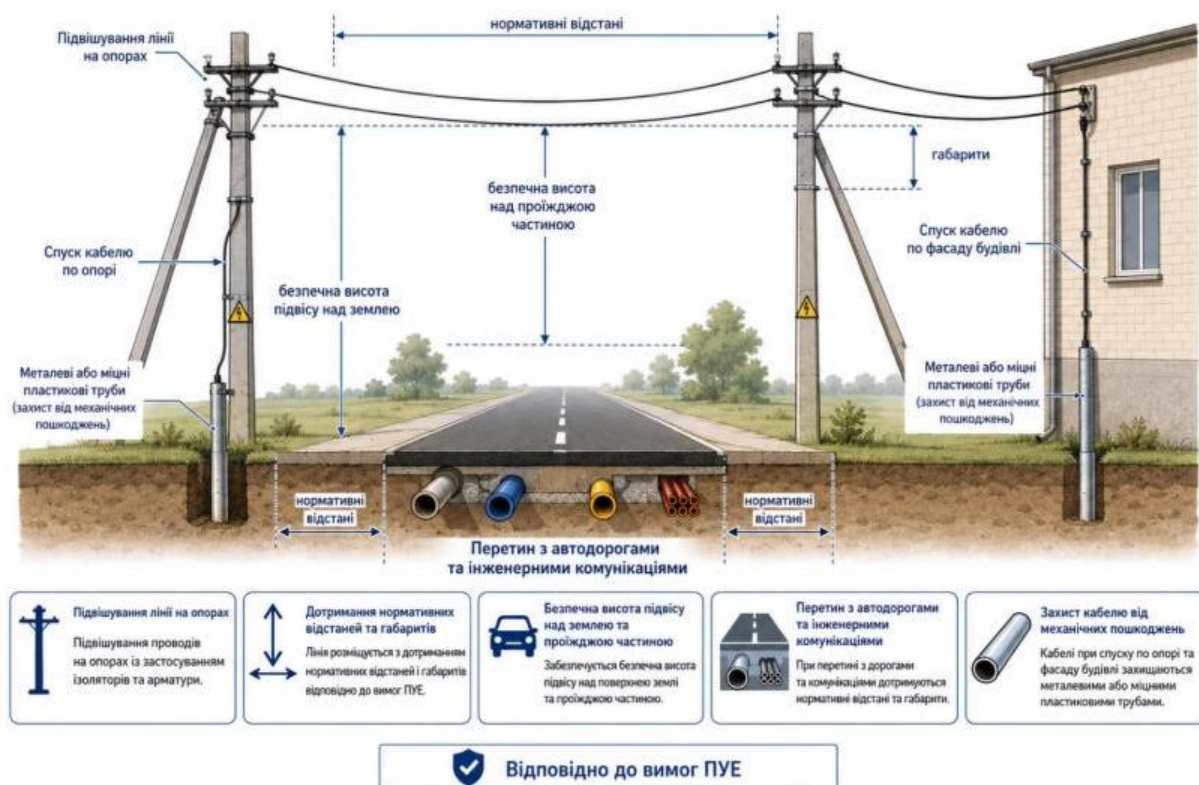 нормативні відстані
Підвішування лінії
на опорах
габарити
безпечна висота
над проїжджою
частиною
Спуск кабелю
по опорі
Спуск кабелю
по фасаду будівлі
безпечна висота
підвісу над землею
Металеві або міцні
пластикові труби
(захист від механічних
пошкоджень)
Металеві або міцні
пластикові труби
(захист від механічних
пошкоджень)
нормативні
відстані
нормативні
відстані
Перетин з автодорогами
та інженерними комунікаціями
Підвішування лінії на опорах
Підвішування проводів
на опорах із застосуванням
ізоляторів та арматури.
Дотримання нормативних
відстаней та габаритів
Лінія розміщується з дотриманням
нормативних відстаней і габаритів
відповідно до вимог ПУЕ.
Безпечна висота підвісу
над землею та
проїжджою частиною
Забезпечується безпечна висота
підвісу над поверхнею землі
та проїжджою частиною.
Перетин з автодорогами
та інженерними
комунікаціями
При перетині з дорогами
та комунікаціями дотримуються
нормативні відстані та габарити.
Захист кабелю від
механічних пошкоджень
Кабелі при спуску по опорі та
фасаду будівлі захищаються
металевими або міцними
пластиковими трубами.
Відповідно до вимог ПУЕ